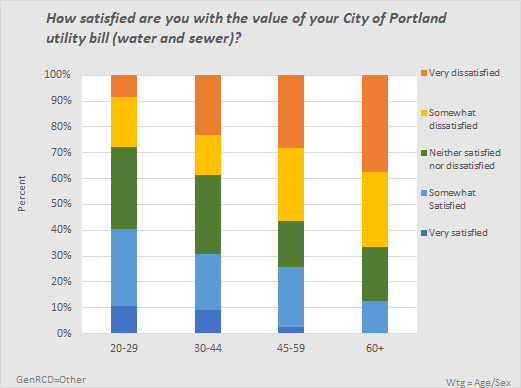 How satisfied are you with the value of your City of Portland
utility bill (water and sewer)?
100%
90%
80%
70%
60%
50%
40%
30%
20%
10%
0%
Percent
20-29
30-44
45-59
60+
Very dissatisfied
Somewhat
dissatisfied
Neither satisfied
nor dissatisfied
Somewhat
Satisfied
Very satisfied
GenRCD=Other
Wtg = Age/Sex